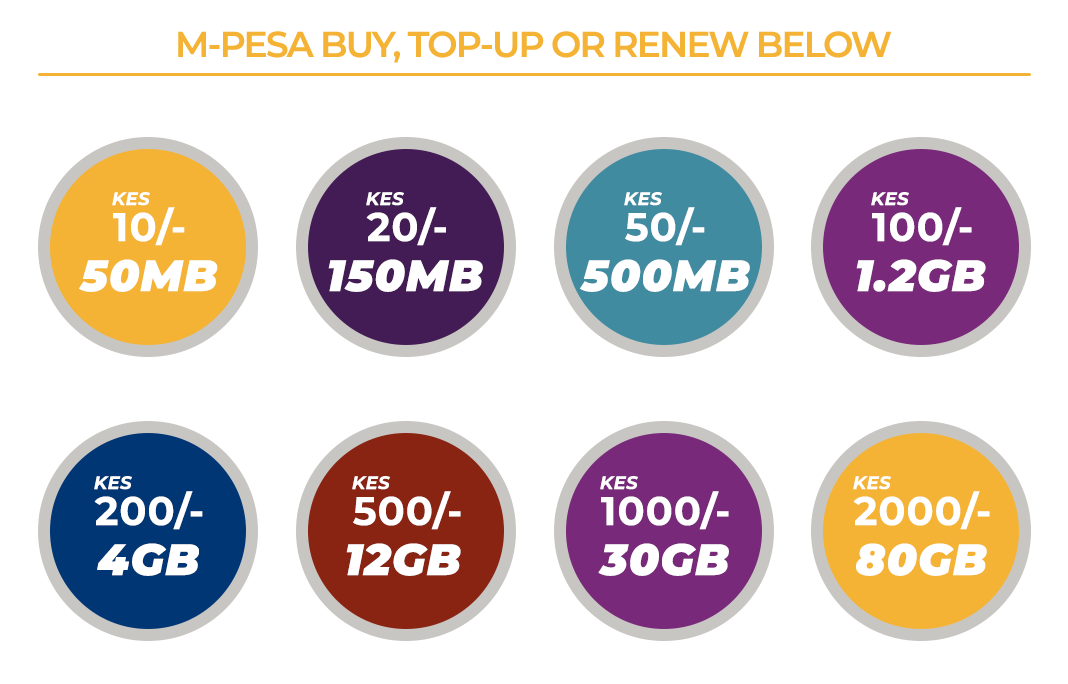 M-PESA BUY, TOP-UP OR RENEW BELOW
KES
10/-
50MB
KES
20/-
150MB
KES
50/-
500MB
KES
100/-
1.2GB
KES
200/-
4GB
KES
500/-
12GB
KES
1000/-
30GB
KES
2000/-
80GB